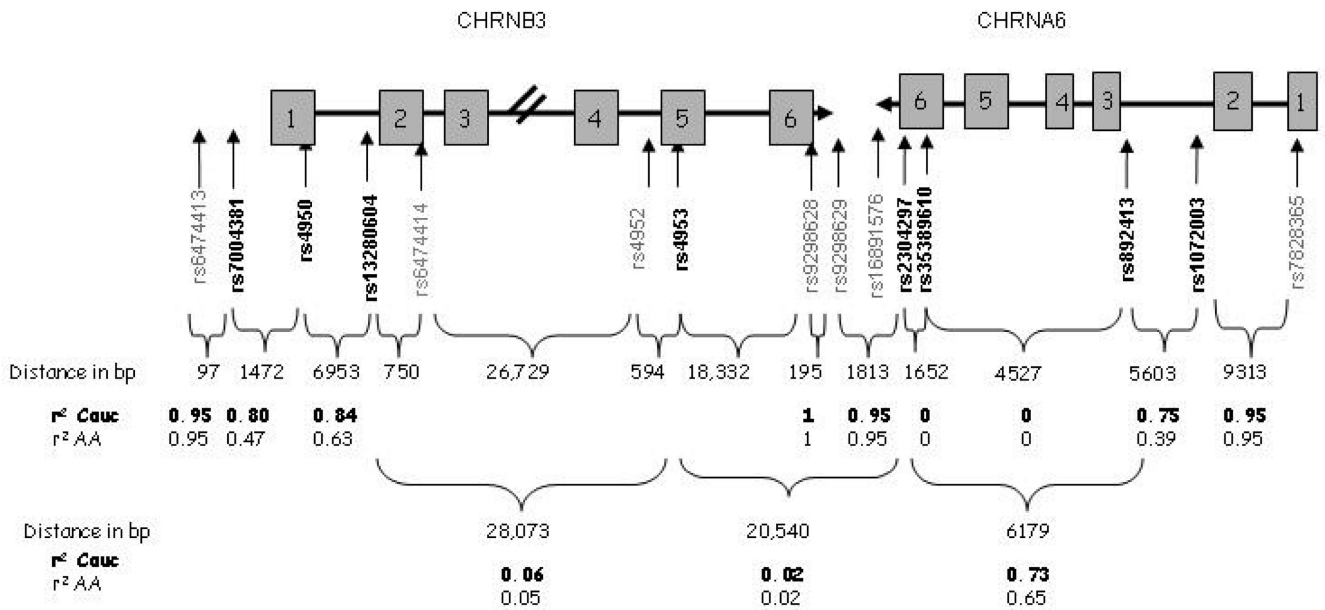 CHRNB3 CHRNA6
1 2 3 4 5 6 6 5 4 3 2 1
rs6474413 rs7004381 rs4950 rs13280604 rs6474414 rs4952 rs4953 rs9298628 rs9298629 rs16891576 rs2304297 rs35389610 rs892413 rs1072003 rs7828365
Distance in bp 97 1472 6953 750 26,729 594 18,332 195 1813 1652 4527 5603 9313
r² Cauc 0.95 0.80 0.84 1 0.95 0 0 0.75 0.95
r² AA 0.95 0.47 0.63 1 0.95 0 0 0.39 0.95
Distance in bp 28,073 20,540 6179
r² Cauc 0.06 0.02 0.73
r² AA 0.05 0.02 0.65